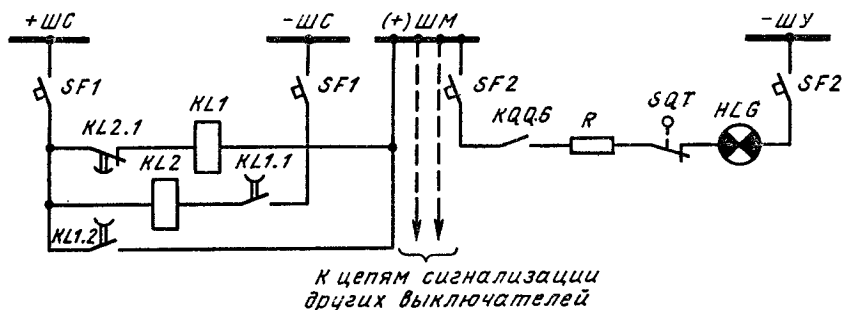 +ШС
-ШС
(+)ШМ
-ШУ
SF1
KL1
SF1
SF2
SQT
HLG
SF2
KL2.1
KQQ.6
R
KL2
KL1.1
KL1.2
К цепям сигнализации
других выключателей